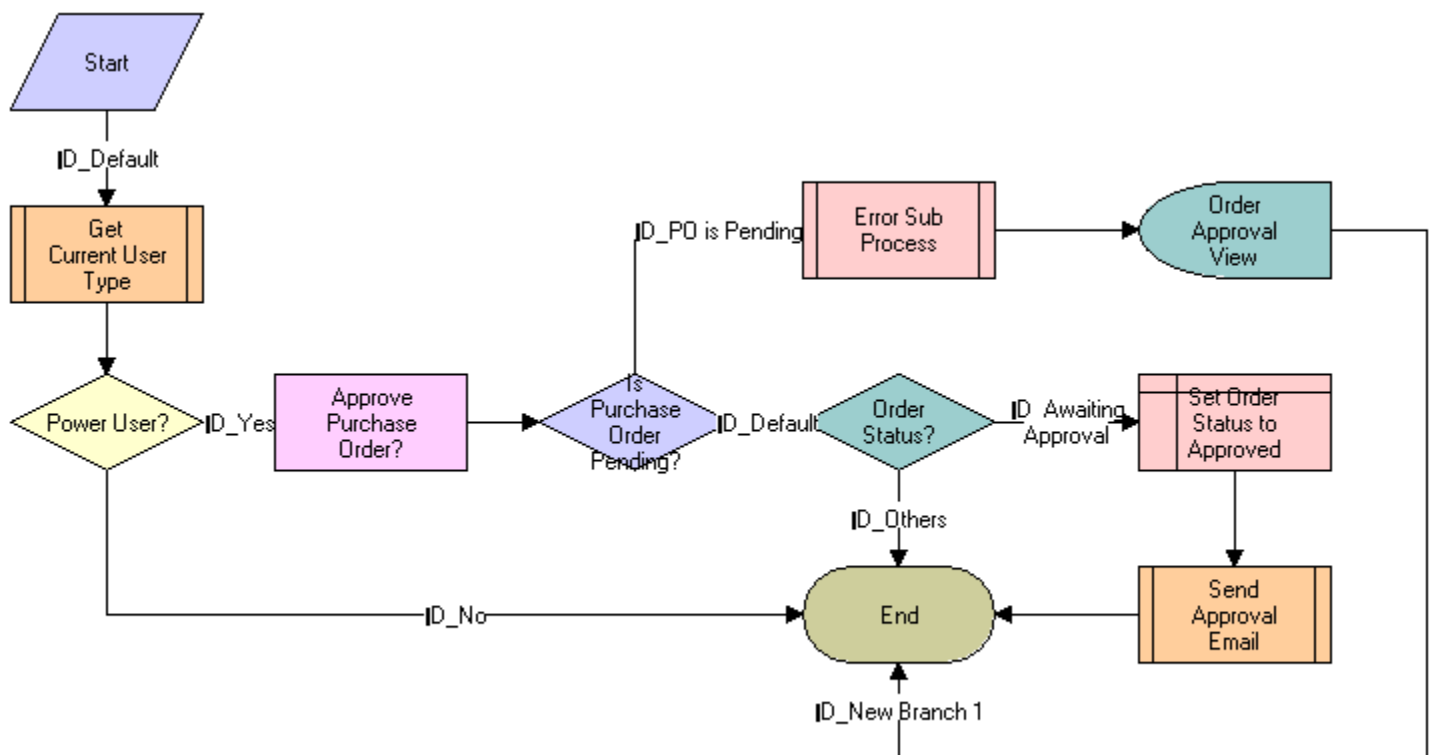 Start
ID_Default
Get
Current User
Type
ID_PO is Pending
Error Sub
Process
Order
Approval
View
Power User?
ID_Yes
Approve
Purchase
Order?
Is
Purchase
Order
Pending?
ID_Default
Order
Status?
ID_Awaiting
Approval
Set Order
Status to
Approved
ID_Others
ID_No
End
Send
Approval
Email
ID_New Branch 1